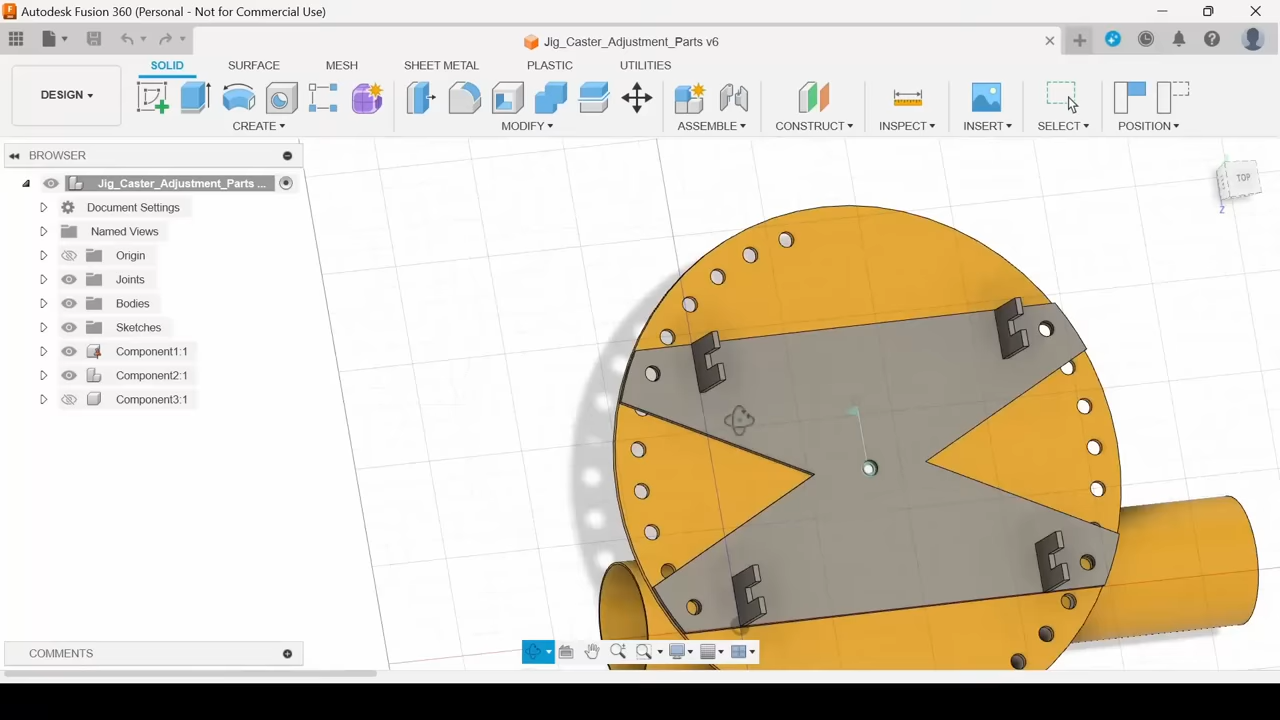 Autodesk Fusion 360 (Personal - Not for Commercial Use)
Jig_Caster_Adjustment_Parts v6
DESIGN
SOLID SURFACE MESH SHEET METAL PLASTIC UTILITIES
CREATE MODIFY ASSEMBLE CONSTRUCT INSPECT INSERT SELECT POSITION
BROWSER
Jig_Caster_Adjustment_Parts ...
Document Settings
Named Views
Origin
Joints
Bodies
Sketches
Component1:1
Component2:1
Component3:1
TOP
Z
COMMENTS